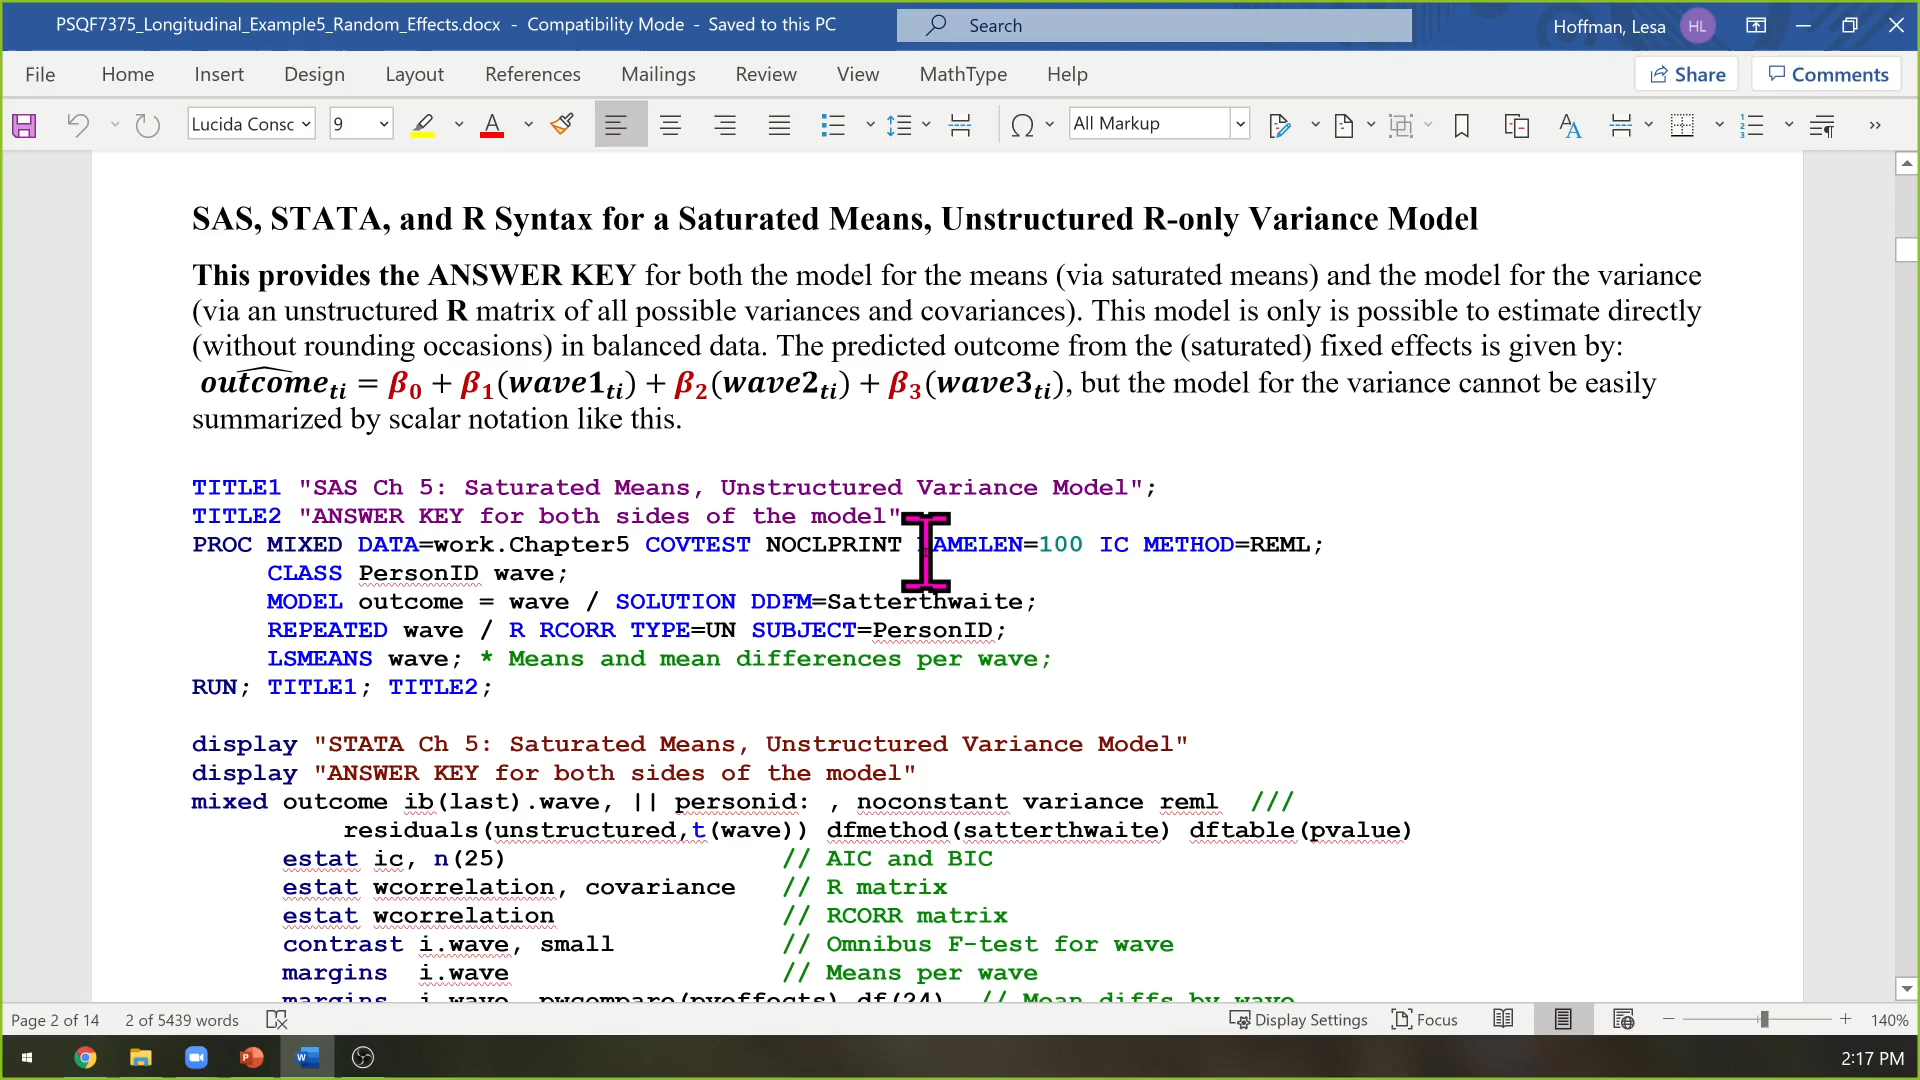 PSQF7375_Longitudinal_Example5_Random_Effects.docx - Compatibility Mode - Saved to this PC
Search
Hoffman, Lesa HL
File Home Insert Design Layout References Mailings Review View MathType Help
Share Comments
Lucida Consc 9 All Markup
SAS, STATA, and R Syntax for a Saturated Means, Unstructured R-only Variance Model
This provides the ANSWER KEY for both the model for the means (via saturated means) and the model for the variance
(via an unstructured R matrix of all possible variances and covariances). This model is only is possible to estimate directly
(without rounding occasions) in balanced data. The predicted outcome from the (saturated) fixed effects is given by:
outcome_ti = β0 + β1(wave1_ti) + β2(wave2_ti) + β3(wave3_ti), but the model for the variance cannot be easily
summarized by scalar notation like this.
TITLE1 "SAS Ch 5: Saturated Means, Unstructured Variance Model";
TITLE2 "ANSWER KEY for both sides of the model"
PROC MIXED DATA=work.Chapter5 COVTEST NOCLPRINT NAMELEN=100 IC METHOD=REML;
CLASS PersonID wave;
MODEL outcome = wave / SOLUTION DDFM=Satterthwaite;
REPEATED wave / R RCORR TYPE=UN SUBJECT=PersonID;
LSMEANS wave; * Means and mean differences per wave;
RUN; TITLE1; TITLE2;
display "STATA Ch 5: Saturated Means, Unstructured Variance Model"
display "ANSWER KEY for both sides of the model"
mixed outcome ib(last).wave, || personid: , noconstant variance reml ///
residuals(unstructured,t(wave)) dfmethod(satterthwaite) dftable(pvalue)
estat ic, n(25) // AIC and BIC
estat wcorrelation, covariance // R matrix
estat wcorrelation // RCORR matrix
contrast i.wave, small // Omnibus F-test for wave
margins i.wave // Means per wave
margins i.wave, pwcompare(pveffects) df(24) // Mean diffs by wave
Page 2 of 14 2 of 5439 words Display Settings Focus 140%
2:17 PM